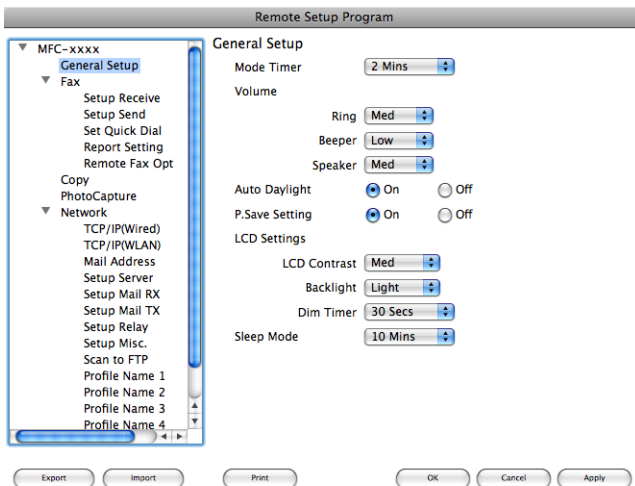 Remote Setup Program
MFC-xxxx
General Setup
Fax
Setup Receive
Setup Send
Set Quick Dial
Report Setting
Remote Fax Opt
Copy
PhotoCapture
Network
TCP/IP(Wired)
TCP/IP(WLAN)
Mail Address
Setup Server
Setup Mail RX
Setup Mail TX
Setup Relay
Setup Misc.
Scan to FTP
Profile Name 1
Profile Name 2
Profile Name 3
Profile Name 4
General Setup
Mode Timer 2 Mins
Volume
Ring Med
Beeper Low
Speaker Med
Auto Daylight On Off
P.Save Setting On Off
LCD Settings
LCD Contrast Med
Backlight Light
Dim Timer 30 Secs
Sleep Mode 10 Mins
Export Import Print OK Cancel Apply